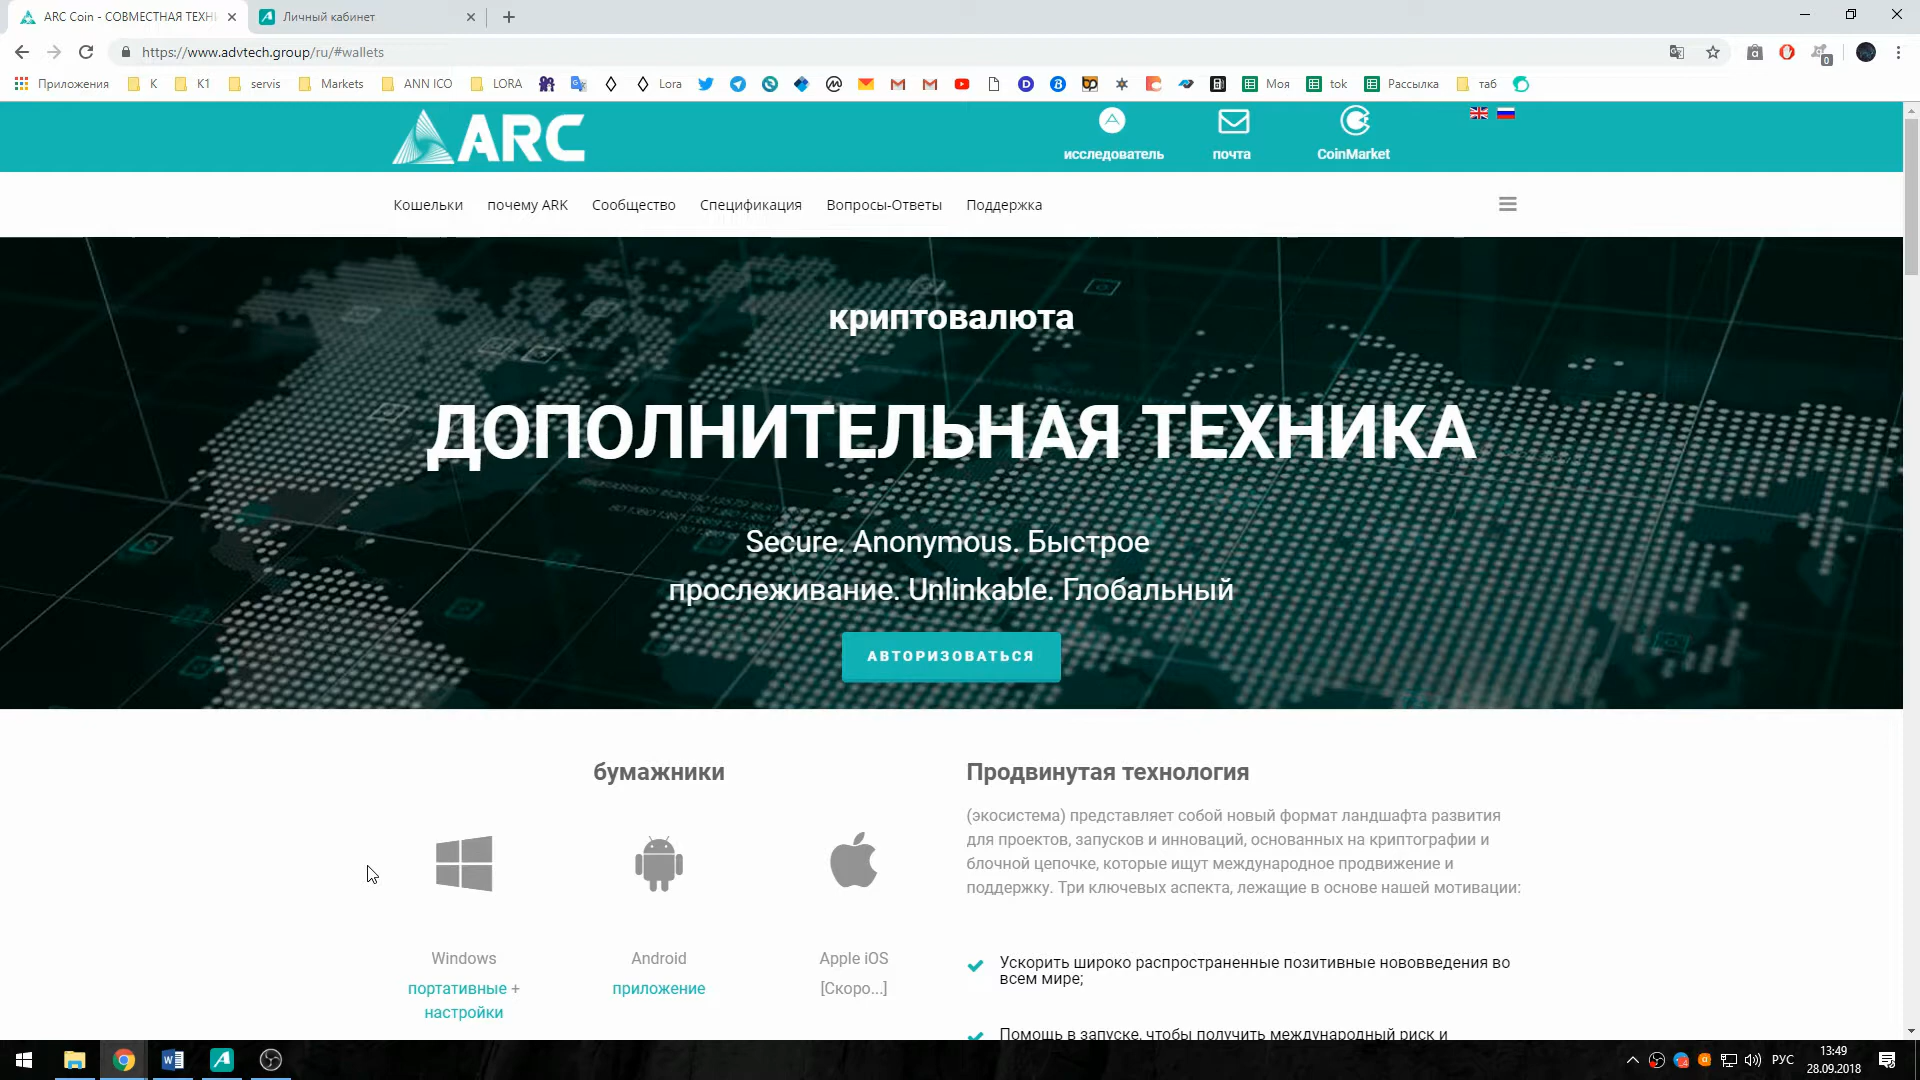 ARC Coin - СОВМЕСТНАЯ ТЕХН
Личный кабинет
https://www.advtech.group/ru/#wallets
0
Приложения
K
K1
servis
Markets
ANN ICO
LORA
Lora
Моя
tok
Рассылка
таб
ARC
исследователь
почта
CoinMarket
Кошельки
почему ARK
Сообщество
Спецификация
Вопросы-Ответы
Поддержка
криптовалюта
ДОПОЛНИТЕЛЬНАЯ ТЕХНИКА
Secure. Anonymous. Быстрое
прослеживание. Unlinkable. Глобальный
АВТОРИЗОВАТЬСЯ
бумажники
Windows
портативные +
настройки
Android
приложение
Apple iOS
[Скоро...]
Продвинутая технология
(экосистема) представляет собой новый формат ландшафта развития
для проектов, запусков и инноваций, основанных на криптографии и
блочной цепочке, которые ищут международное продвижение и
поддержку. Три ключевых аспекта, лежащие в основе нашей мотивации:
Ускорить широко распространенные позитивные нововведения во
всем мире;
Помощь в запуске, чтобы получить международный риск и
РУС
13:49
28.09.2018